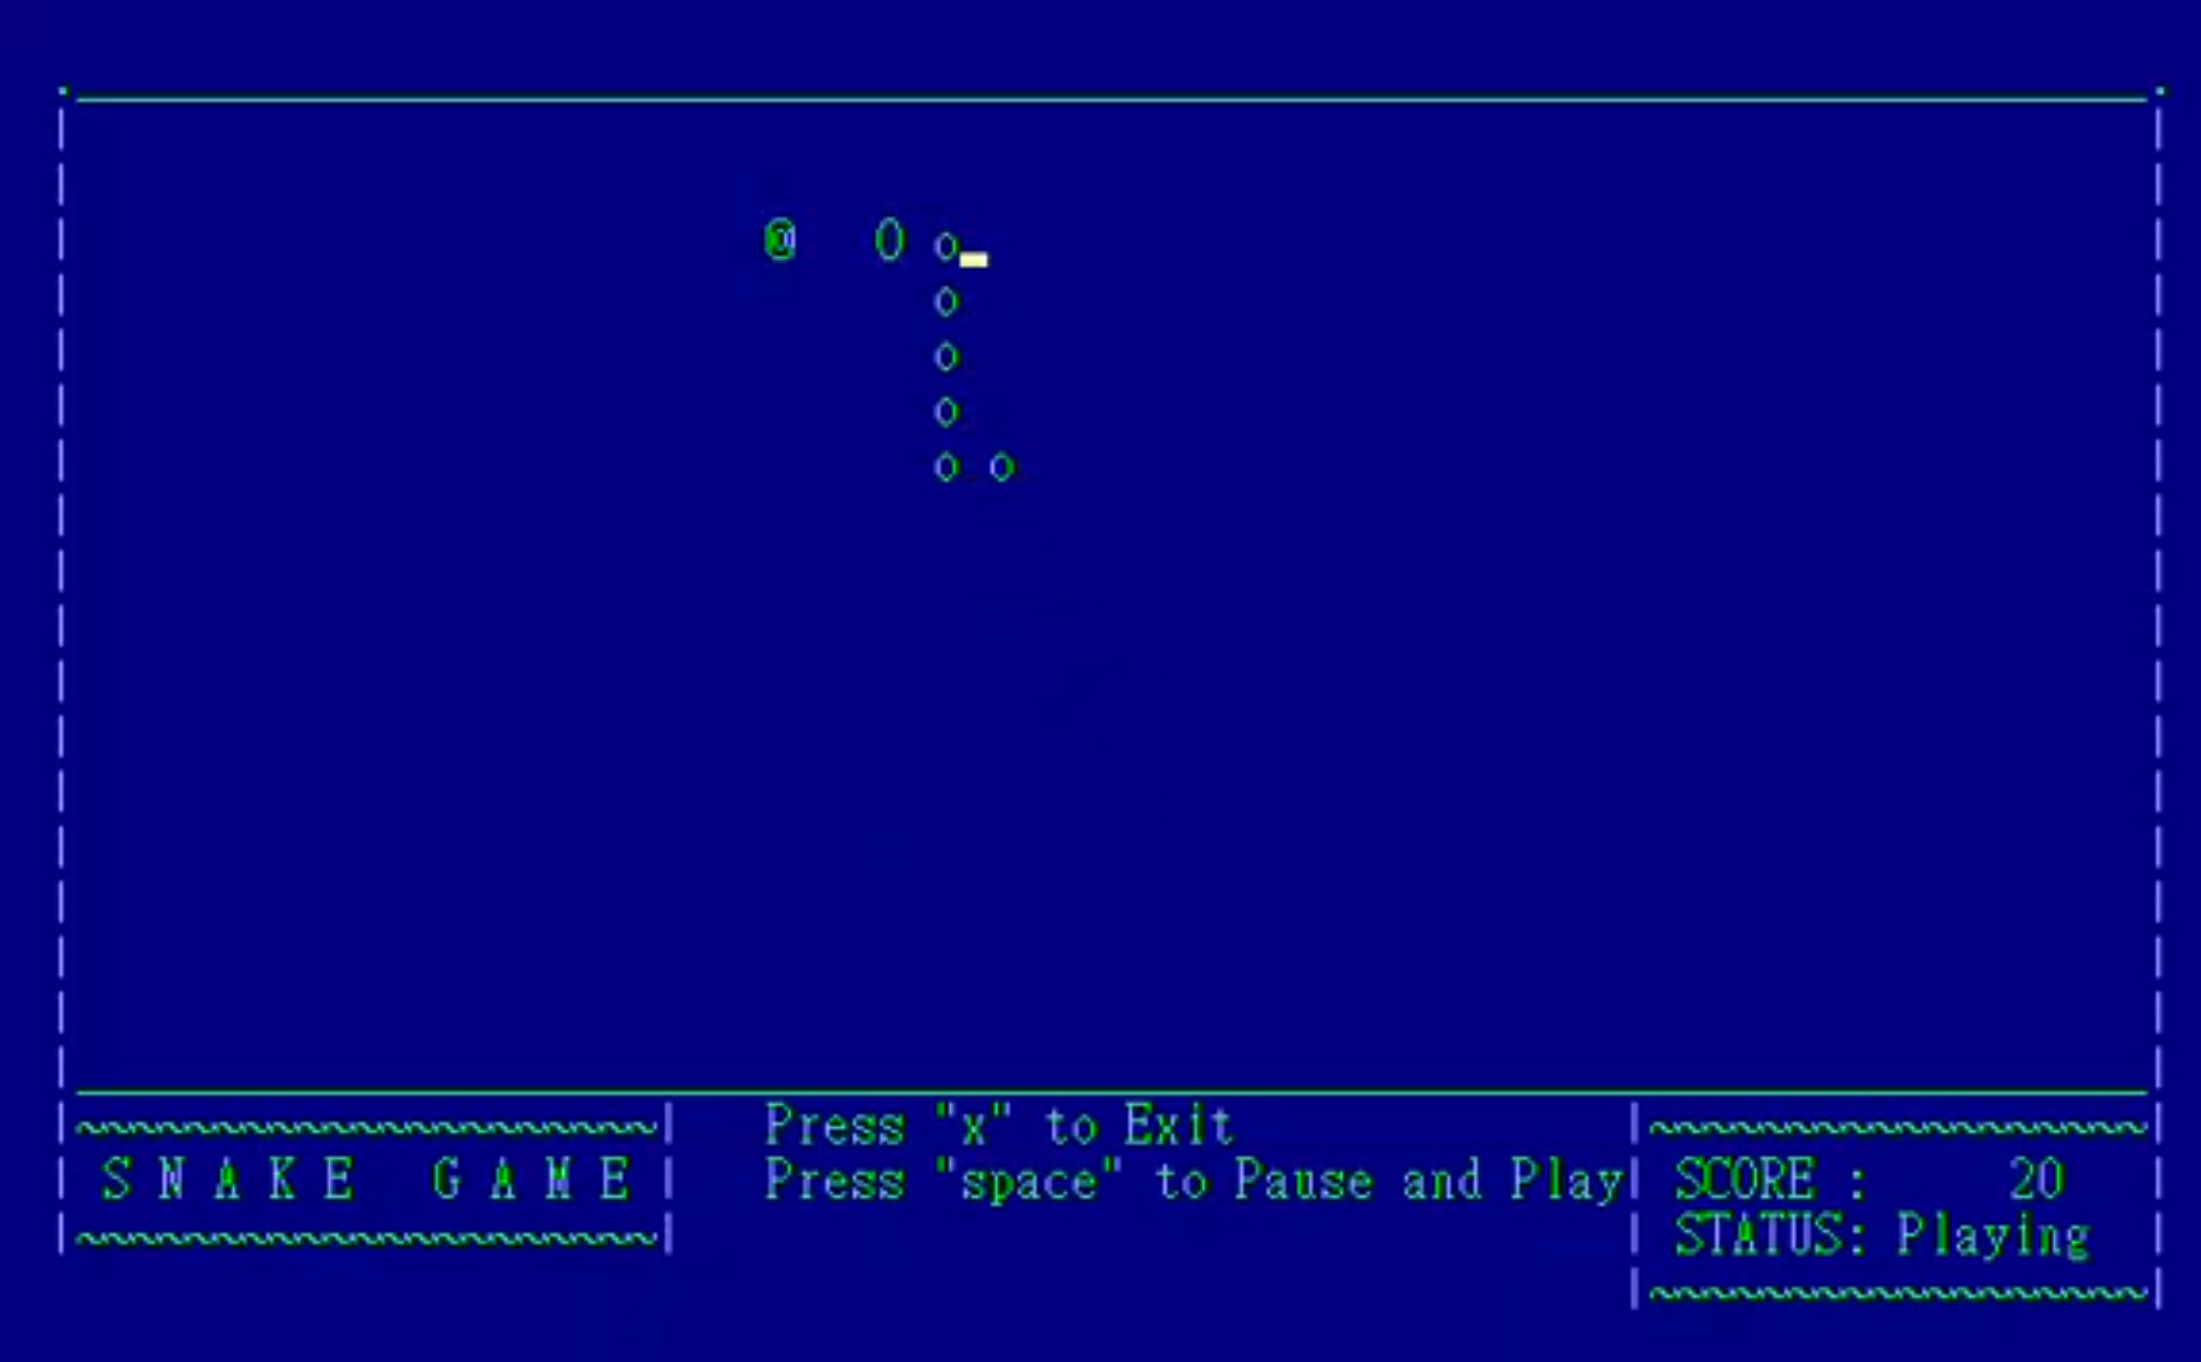 @ O o
o
o
o
o o
Press "x" to Exit
S N A K E G A M E
Press "space" to Pause and Play
SCORE : 20
STATUS: Playing